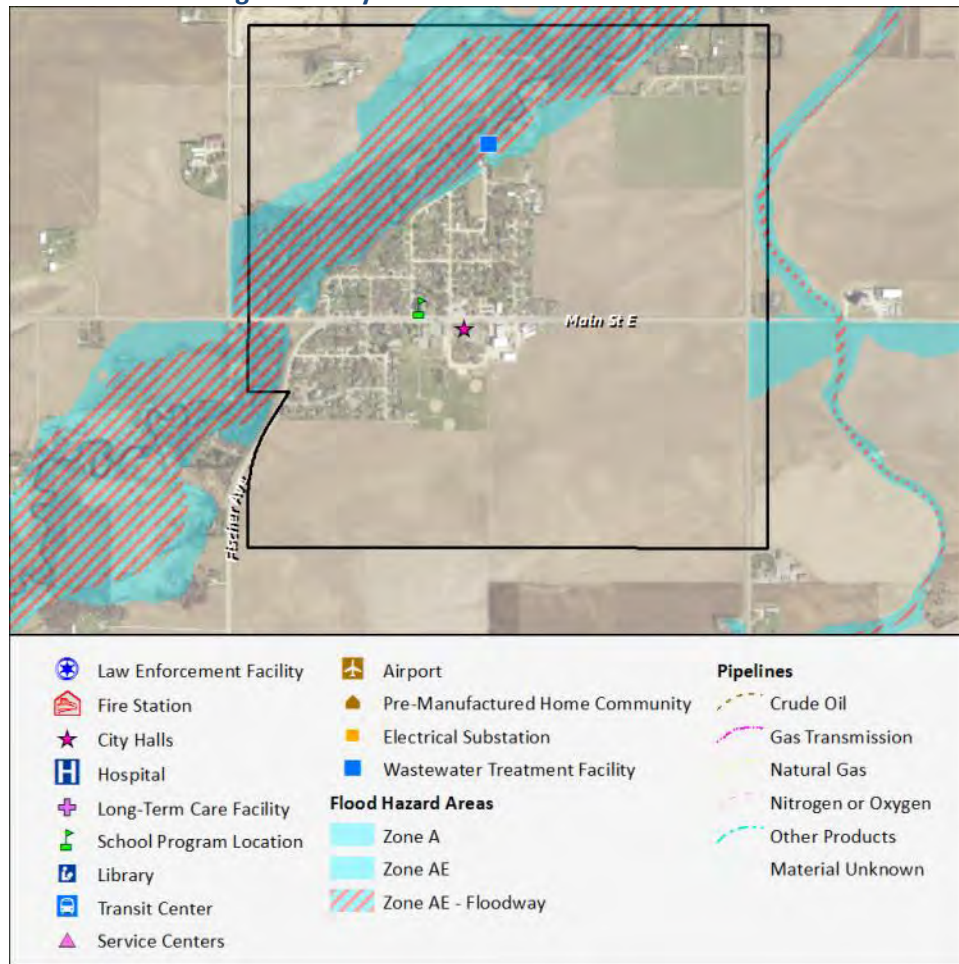 Main St E
Fischer Ave
Law Enforcement Facility
Fire Station
City Halls
Hospital
Long-Term Care Facility
School Program Location
Library
Transit Center
Service Centers
Airport
Pre-Manufactured Home Community
Electrical Substation
Wastewater Treatment Facility
Flood Hazard Areas
Zone A
Zone AE
Zone AE - Floodway
Pipelines
Crude Oil
Gas Transmission
Natural Gas
Nitrogen or Oxygen
Other Products
Material Unknown